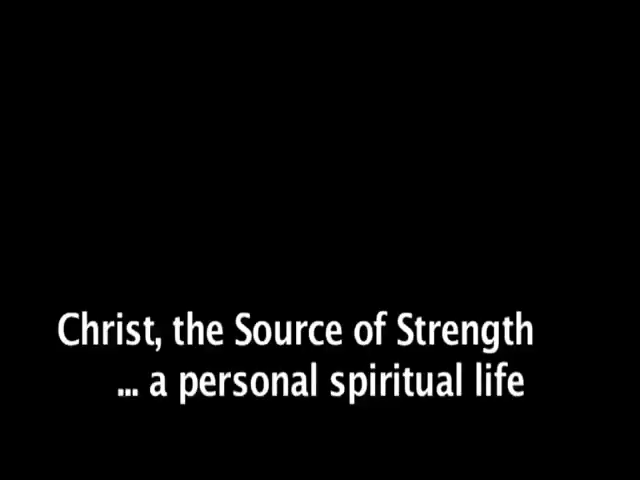 Christ, the Source of Strength
... a personal spiritual life